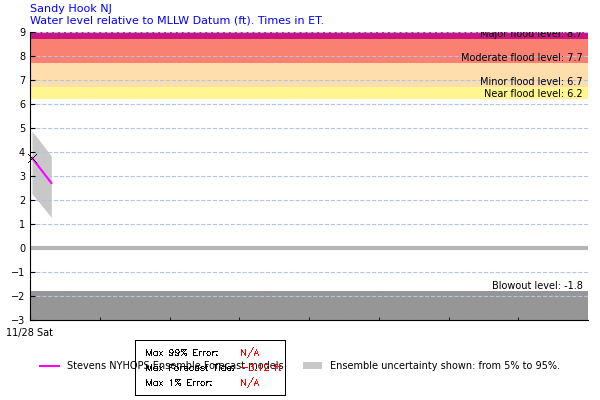 Sandy Hook NJ
Water level relative to MLLW Datum (ft). Times in ET.
9
Major flood level: 8.7
8
Moderate flood level: 7.7
7
Minor flood level: 6.7
Near flood level: 6.2
6
5
4
3
2
1
0
−1
Blowout level: -1.8
−2
−3
11/28 Sat
Max 99% Error: N/A
Stevens NYHOPS Ensemble Forecast models
Max Forecast Tide:
Ensemble uncertainty shown: from 5% to 95%.
Max 1% Error: N/A